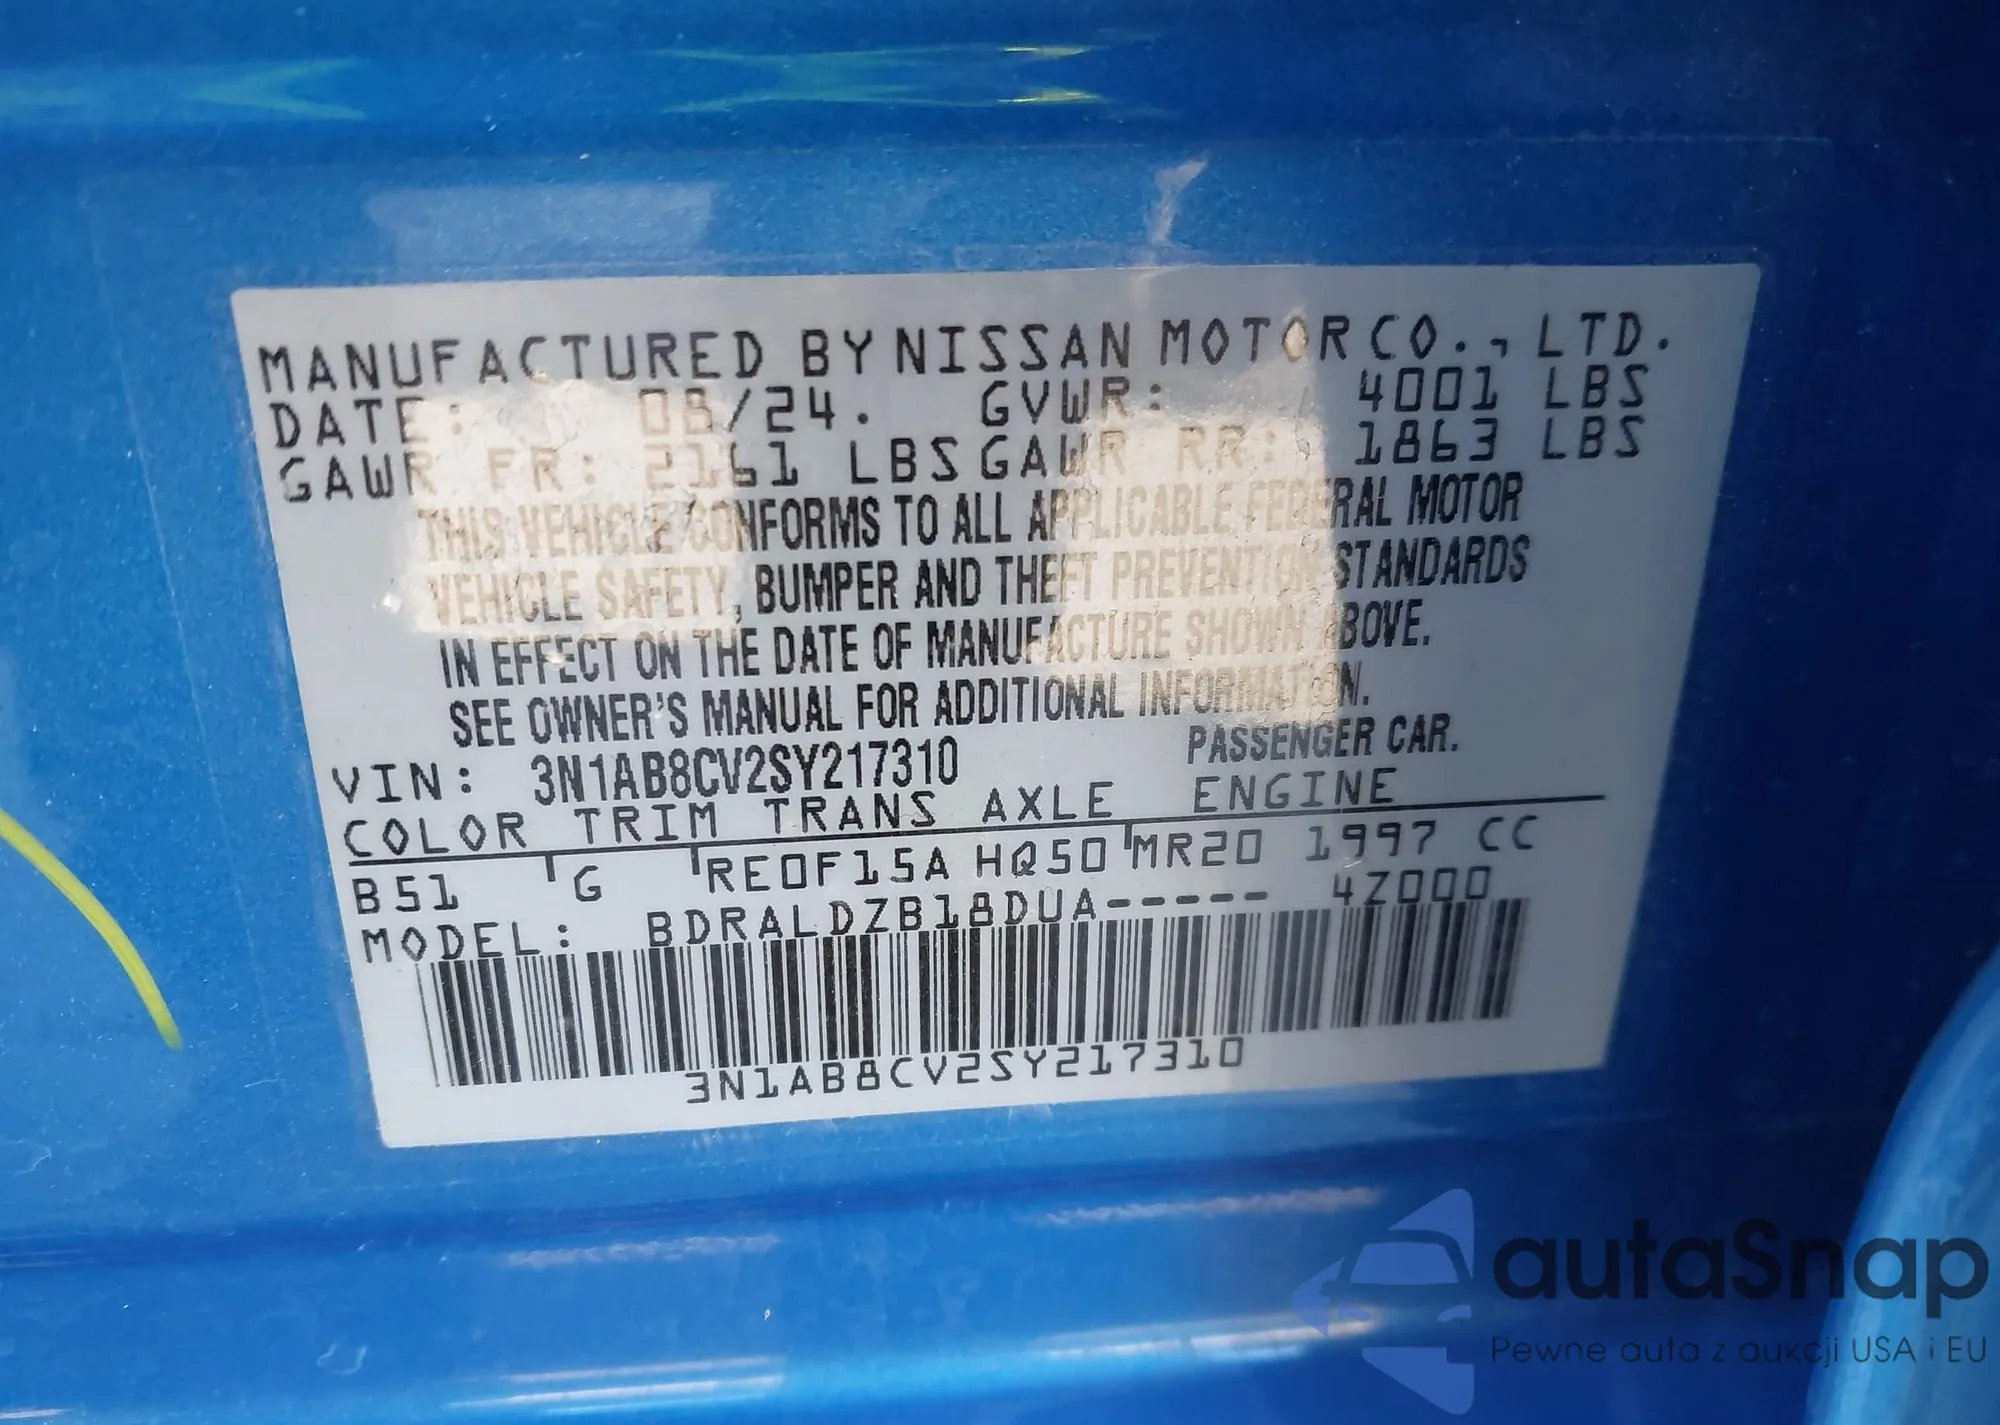 MANUFACTURED BY NISSAN MOTOR CO., LTD.
DATE: 08/24. GVWR: 4001 LBS
GAWR FR: 2161 LBS GAWR RR: 1863 LBS
THIS VEHICLE CONFORMS TO ALL APPLICABLE FEDERAL MOTOR
VEHICLE SAFETY, BUMPER AND THEFT PREVENTION STANDARDS
IN EFFECT ON THE DATE OF MANUFACTURE SHOWN ABOVE.
SEE OWNER'S MANUAL FOR ADDITIONAL INFORMATION.
PASSENGER CAR.
VIN: 3N1AB8CV2SY217310
COLOR TRIM TRANS AXLE ENGINE
B51 G RE0F15A HQ50 MR20 1997 CC
MODEL: BDRALDZB18DUA----- 4Z000
3N1AB8CV2SY217310
autaSnap
Pewne auta z aukcji USA i EU